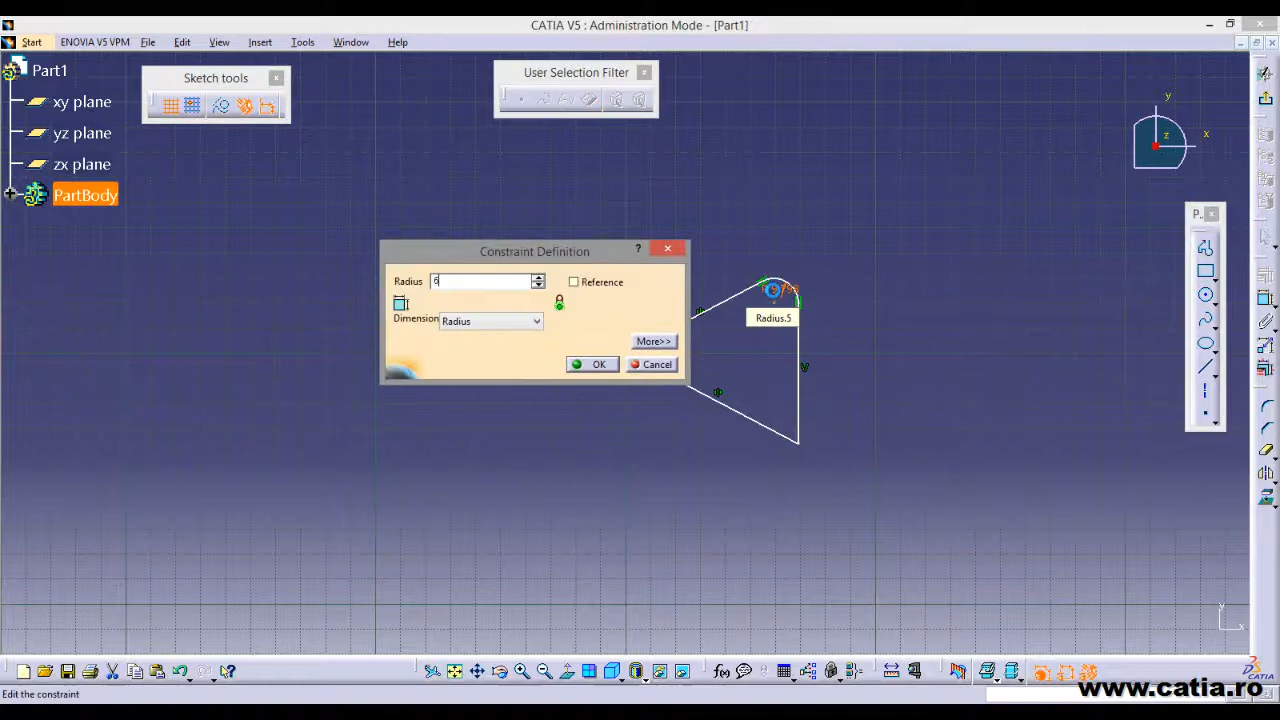 CATIA V5 : Administration Mode - [Part1]
Start ENOVIA V5 VPM File Edit View Insert Tools Window Help
Part1
xy plane
yz plane
zx plane
PartBody
Sketch tools
User Selection Filter
y
x
z
P..
Constraint Definition
?
Radius 6
Reference
Dimension Radius
More>>
OK Cancel
Radius.5
V
y
x
f(x)
Edit the constraint
www.catia.ro